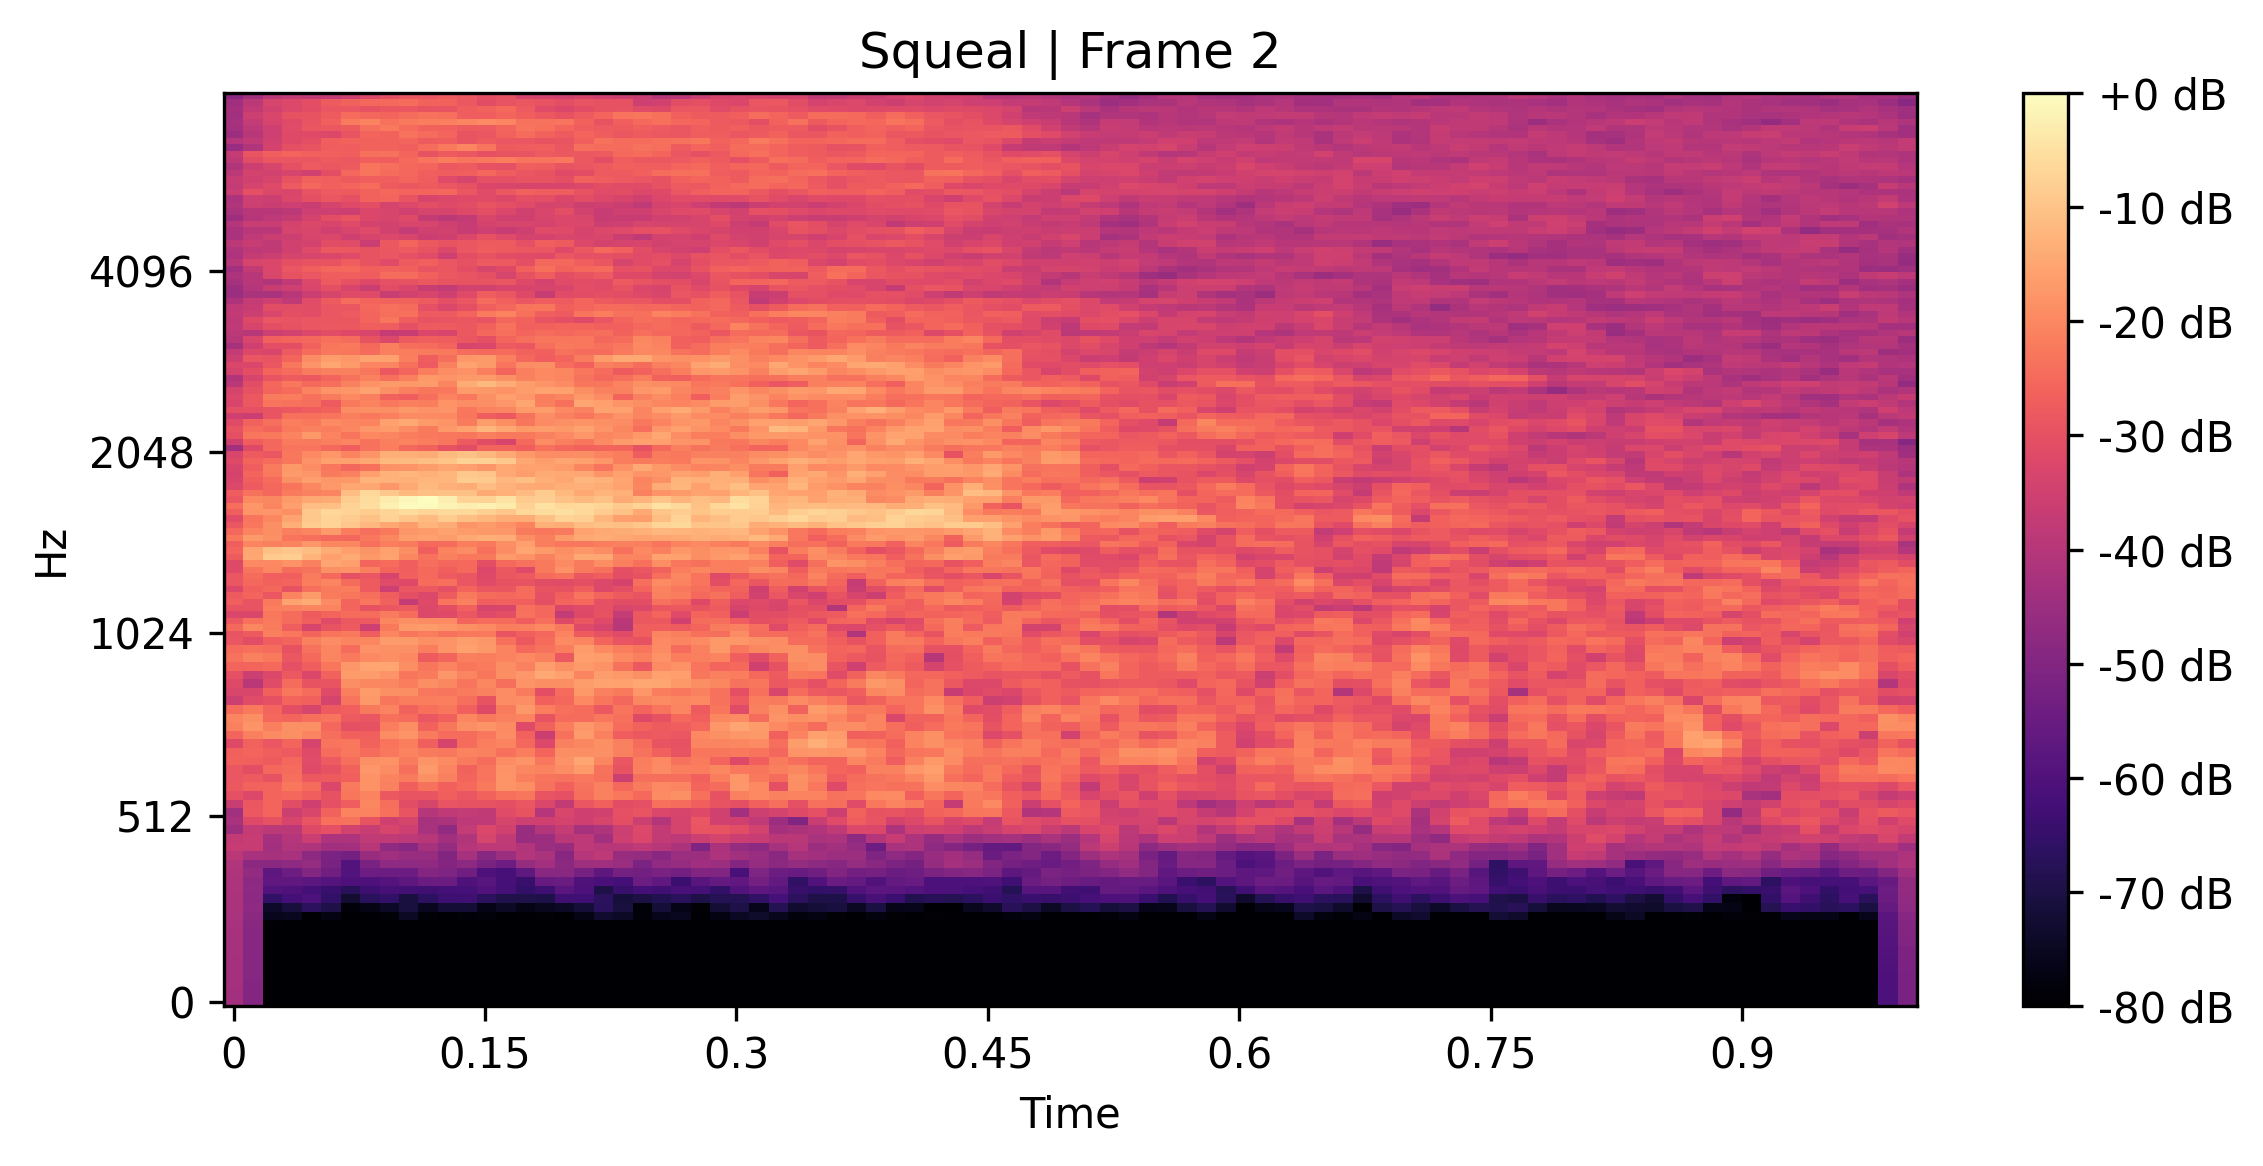 Squeal | Frame 2
+0 dB
-10 dB
-20 dB
-30 dB
-40 dB
-50 dB
-60 dB
-70 dB
-80 dB
Hz
4096
2048
1024
512
0
0 0.15 0.3 0.45 0.6 0.75 0.9
Time